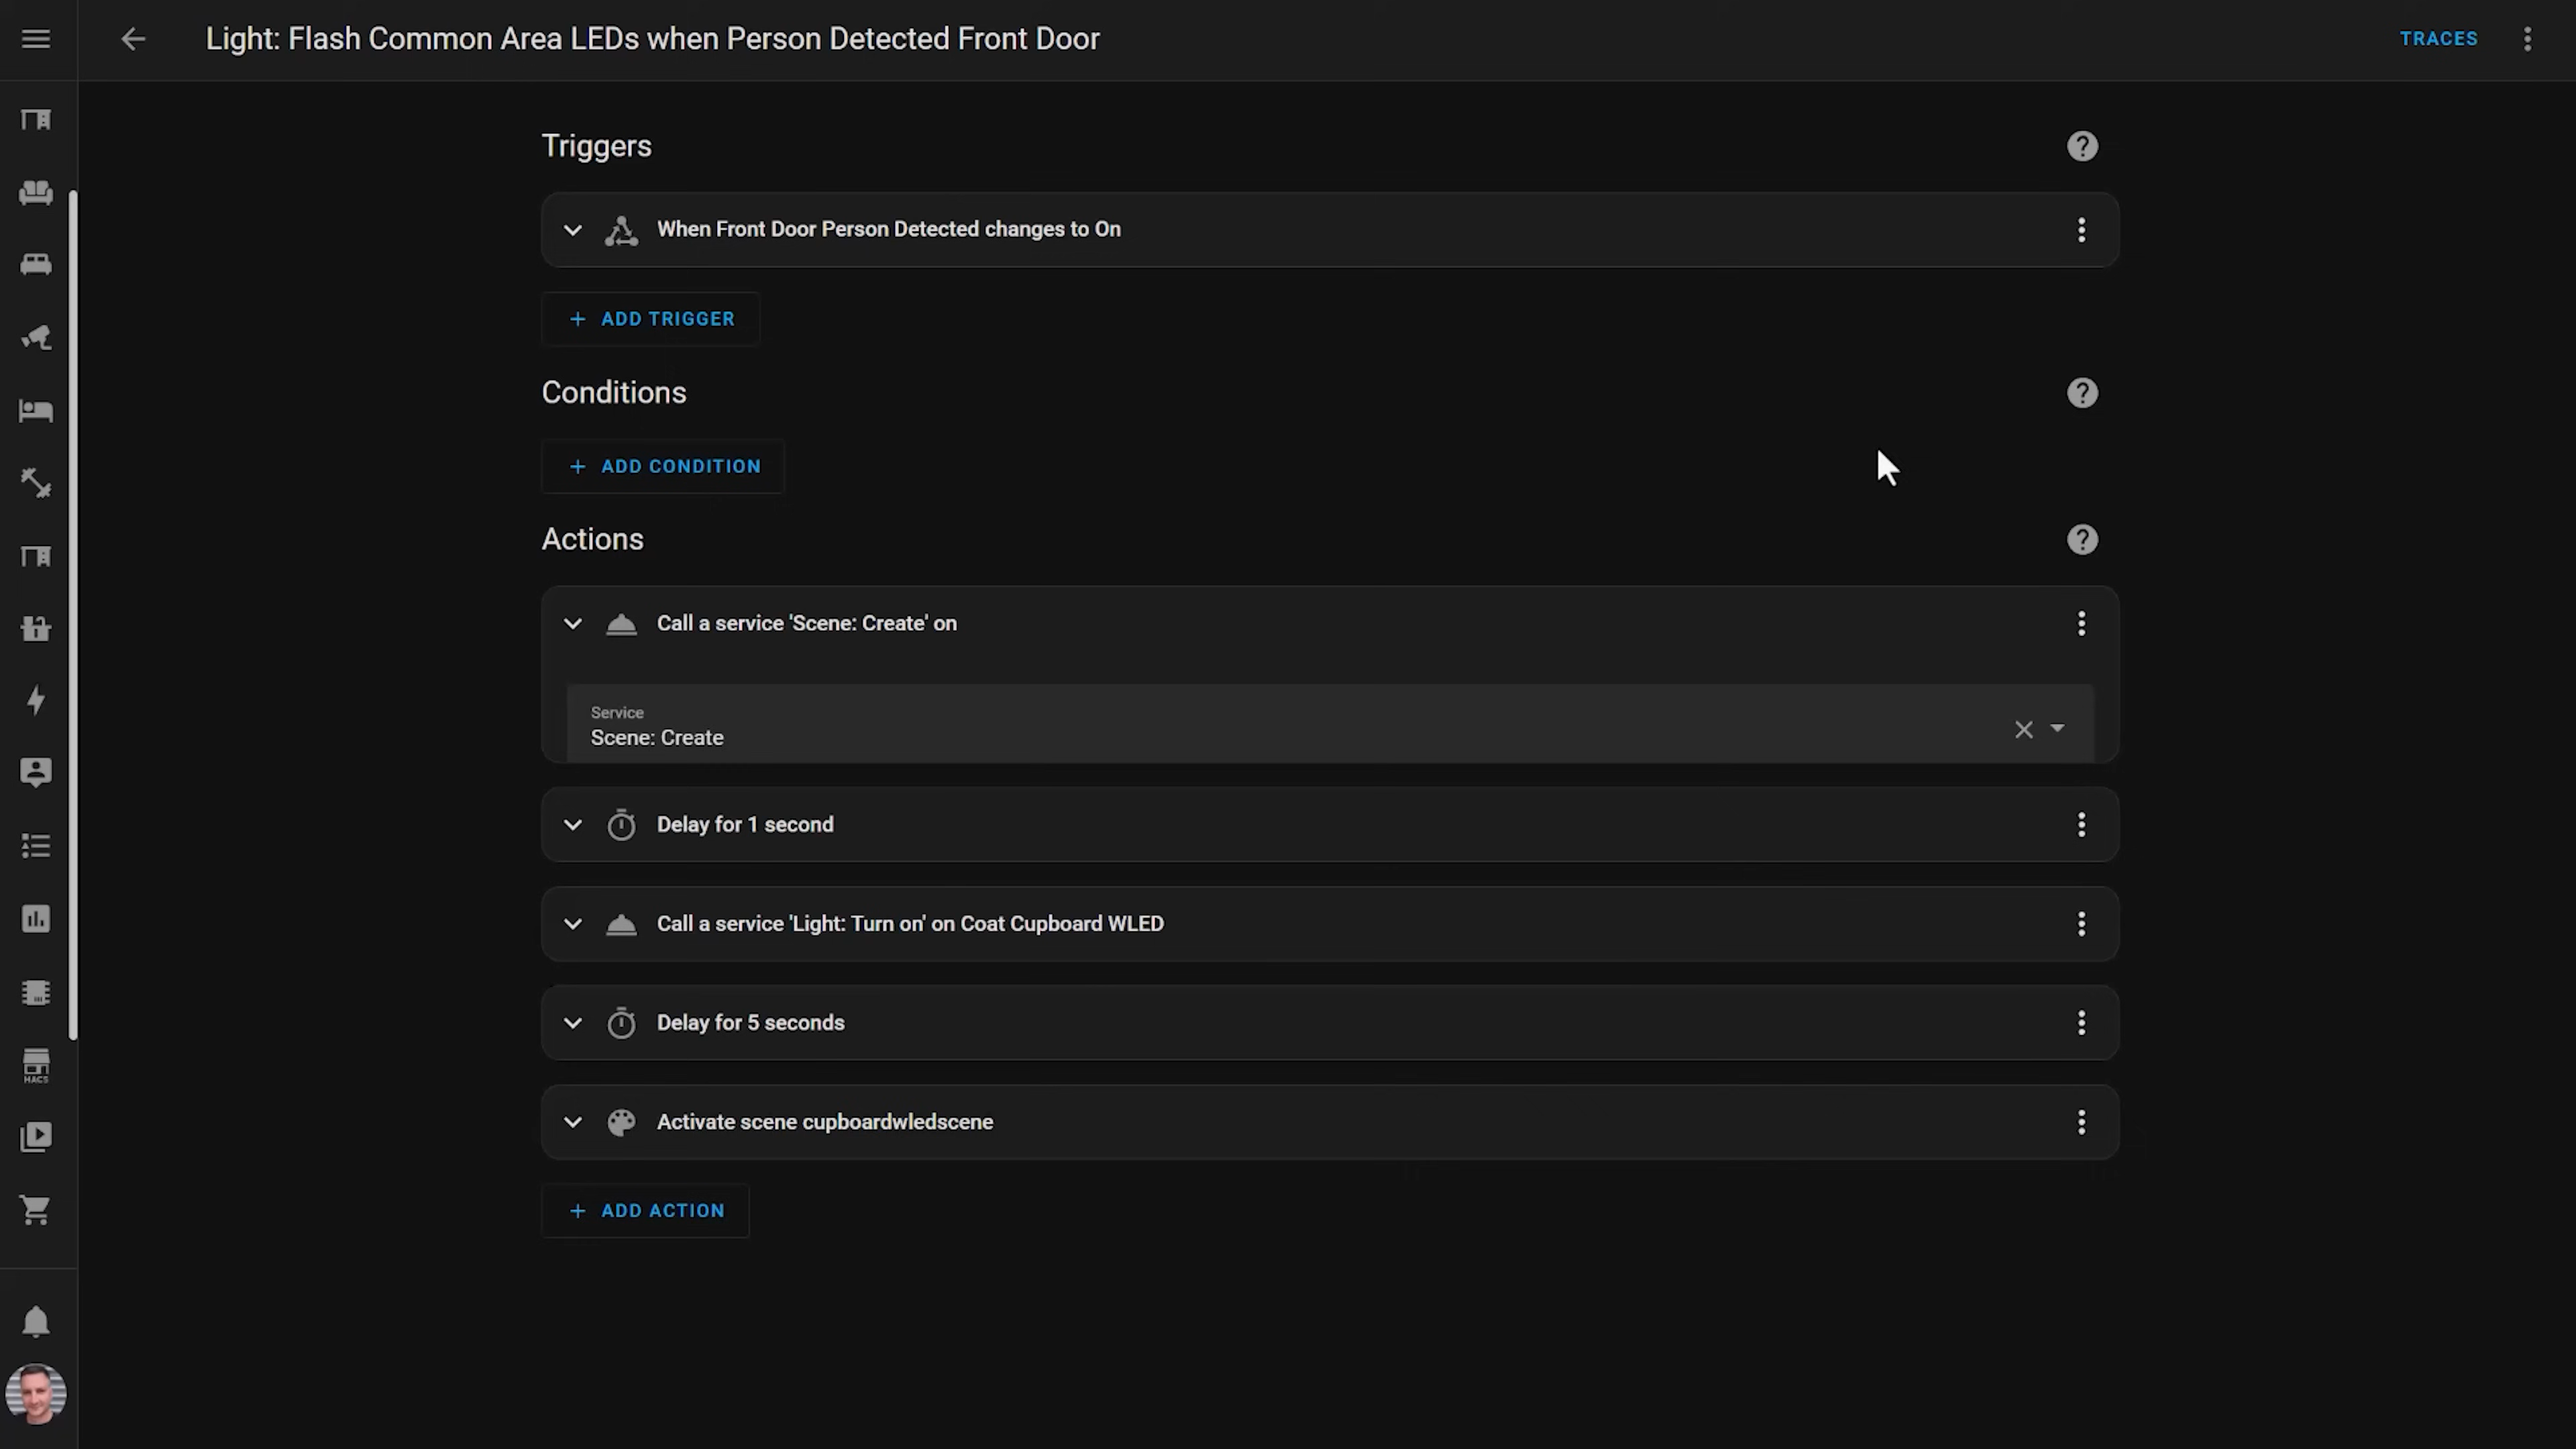 Light: Flash Common Area LEDs when Person Detected Front Door
TRACES
Triggers
When Front Door Person Detected changes to On
ADD TRIGGER
Conditions
ADD CONDITION
Actions
Call a service 'Scene: Create' on
Service
Scene: Create
Delay for 1 second
Call a service 'Light: Turn on' on Coat Cupboard WLED
Delay for 5 seconds
Activate scene cupboardwledscene
ADD ACTION
HACS